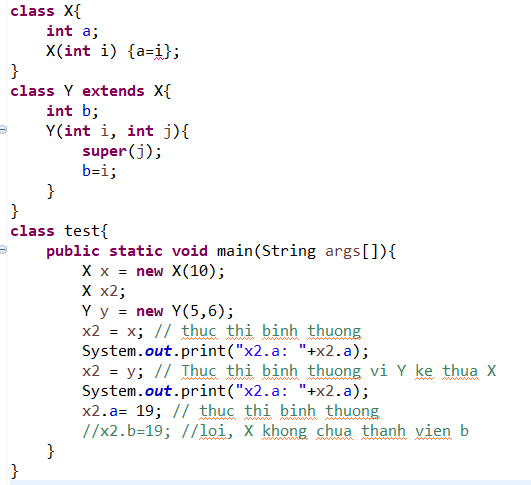 class X{
    int a;
    X(int i) {a=i};
}
class Y extends X{
    int b;
    Y(int i, int j){
        super(j);
        b=i;
    }
}
class test{
    public static void main(String args[]){
        X x = new X(10);
        X x2;
        Y y = new Y(5,6);
        x2 = x; // thuc thi binh thuong
        System.out.print("x2.a: "+x2.a);
        x2 = y; // Thuc thi binh thuong vi Y ke thua X
        System.out.print("x2.a: "+x2.a);
        x2.a= 19; // thuc thi binh thuong
        //x2.b=19; //loi, X khong chua thanh vien b
    }
}